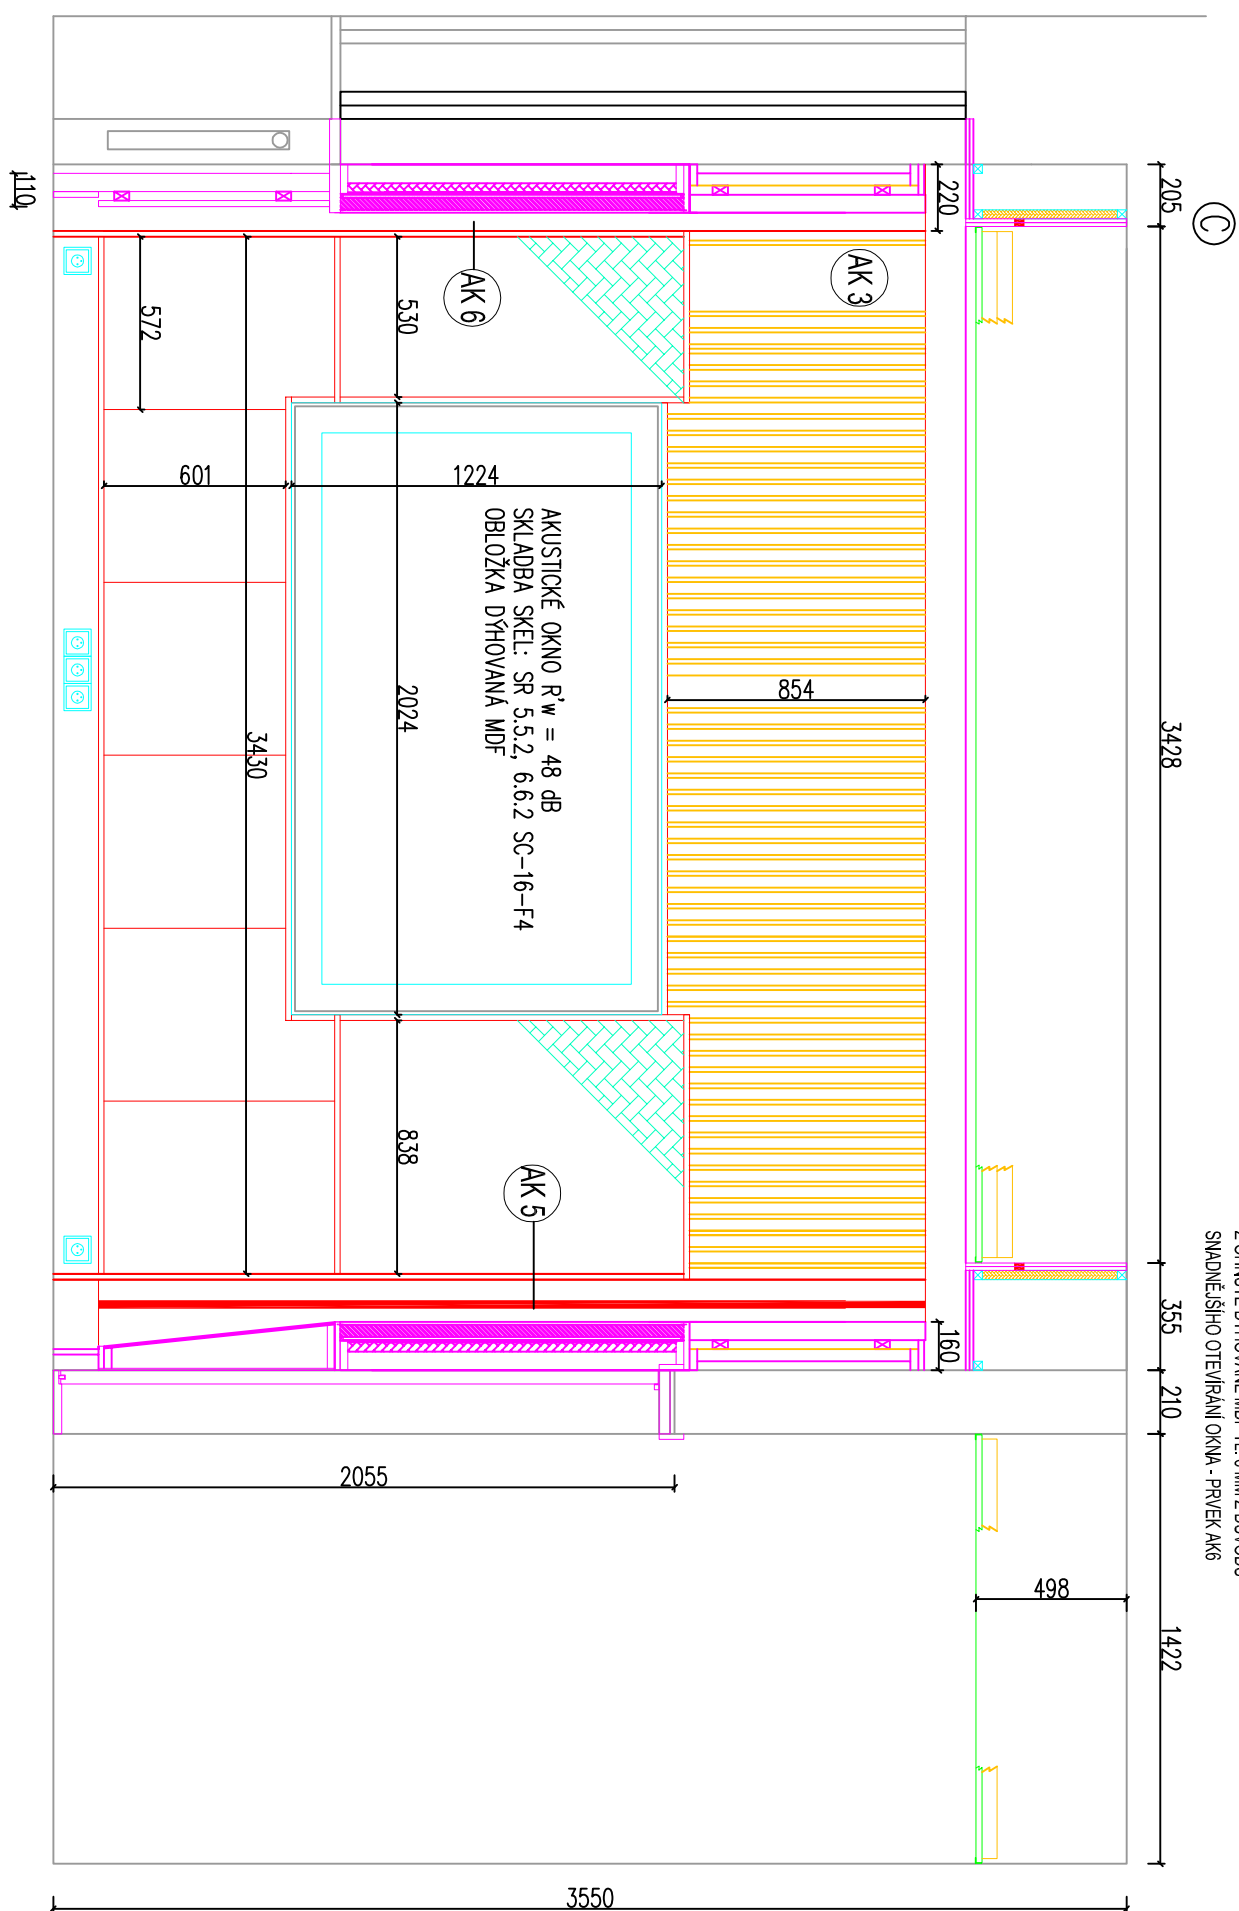 C
205
3428
355
210
1422
SNADNĚJŠÍHO OTEVÍRÁNÍ OKNA - PRVEK AK6
498
220
160
AK 3
854
AKUSTICKÉ OKNO R'w = 48 dB
SKLADBA SKEL: SR 5.5.2, 6.6.2 SC-16-F4
OBLOŽKA DÝHOVANÁ MDF
AK 6
AK 5
530
2024
838
1224
601
3430
572
110
2055
3550